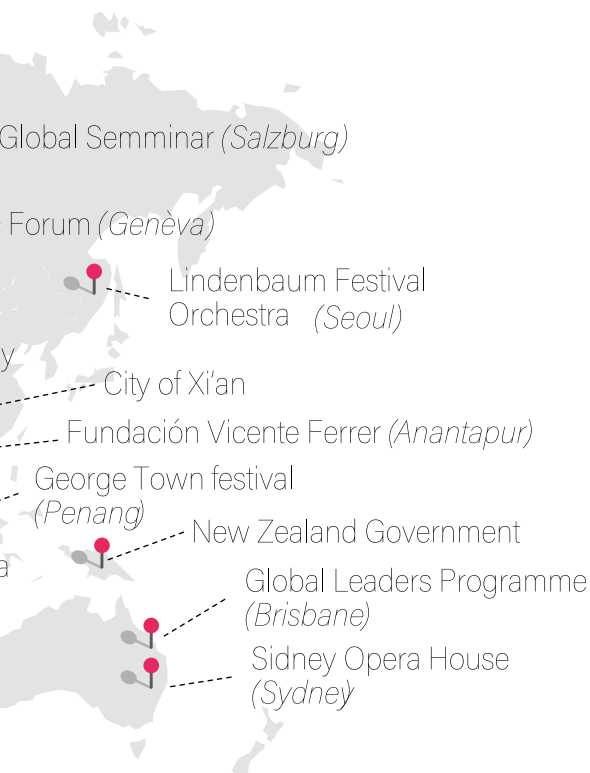 Global Semminar (Salzburg)
Forum (Genèva)
Lindenbaum Festival
Orchestra (Seoul)
y
City of Xi'an
Fundación Vicente Ferrer (Anantapur)
George Town festival
(Penang)
New Zealand Government
a
Global Leaders Programme
(Brisbane)
Sidney Opera House
(Sydney)